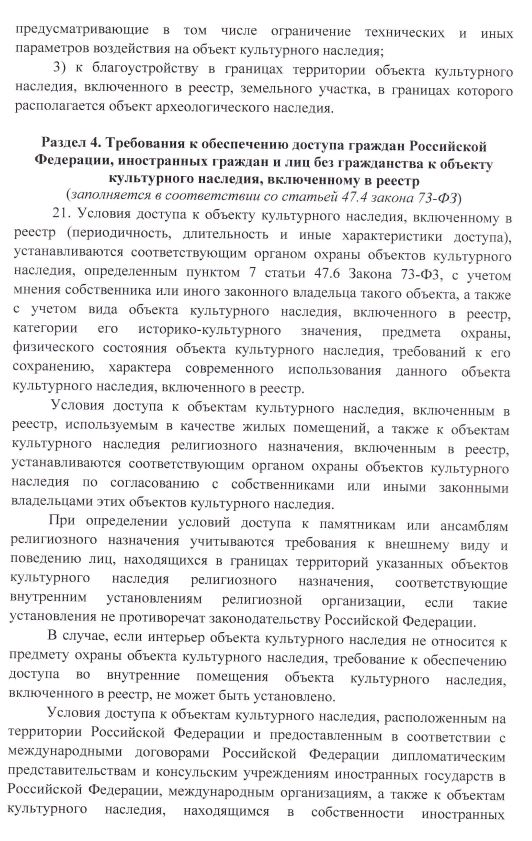 предусматривающие в том числе ограничение технических и иных
параметров воздействия на объект культурного наследия;
3) к благоустройству в границах территории объекта культурного
наследия, включенного в реестр, земельного участка, в границах которого
располагается объект археологического наследия.
Раздел 4. Требования к обеспечению доступа граждан Российской
Федерации, иностранных граждан и лиц без гражданства к объекту
культурного наследия, включенному в реестр
(заполняется в соответствии со статьей 47.4 закона 73-ФЗ)
21. Условия доступа к объекту культурного наследия, включенному в
реестр (периодичность, длительность и иные характеристики доступа),
устанавливаются соответствующим органом охраны объектов культурного
наследия, определенным пунктом 7 статьи 47.6 Закона 73-ФЗ, с учетом
мнения собственника или иного законного владельца такого объекта, а также
с учетом вида объекта культурного наследия, включенного в реестр,
категории его историко-культурного значения, предмета охраны,
физического состояния объекта культурного наследия, требований к его
сохранению, характера современного использования данного объекта
культурного наследия, включенного в реестр.
Условия доступа к объектам культурного наследия, включенным в
реестр, используемым в качестве жилых помещений, а также к объектам
культурного наследия религиозного назначения, включенным в реестр,
устанавливаются соответствующим органом охраны объектов культурного
наследия по согласованию с собственниками или иными законными
владельцами этих объектов культурного наследия.
При определении условий доступа к памятникам или ансамблям
религиозного назначения учитываются требования к внешнему виду и
поведению лиц, находящихся в границах территорий указанных объектов
культурного наследия религиозного назначения, соответствующие
внутренним установлениям религиозной организации, если такие
установления не противоречат законодательству Российской Федерации.
В случае, если интерьер объекта культурного наследия не относится к
предмету охраны объекта культурного наследия, требование к обеспечению
доступа во внутренние помещения объекта культурного наследия,
включенного в реестр, не может быть установлено.
Условия доступа к объектам культурного наследия, расположенным на
территории Российской Федерации и предоставленным в соответствии с
международными договорами Российской Федерации дипломатическим
представительствам и консульским учреждениям иностранных государств в
Российской Федерации, международным организациям, а также к объектам
культурного наследия, находящимся в собственности иностранных